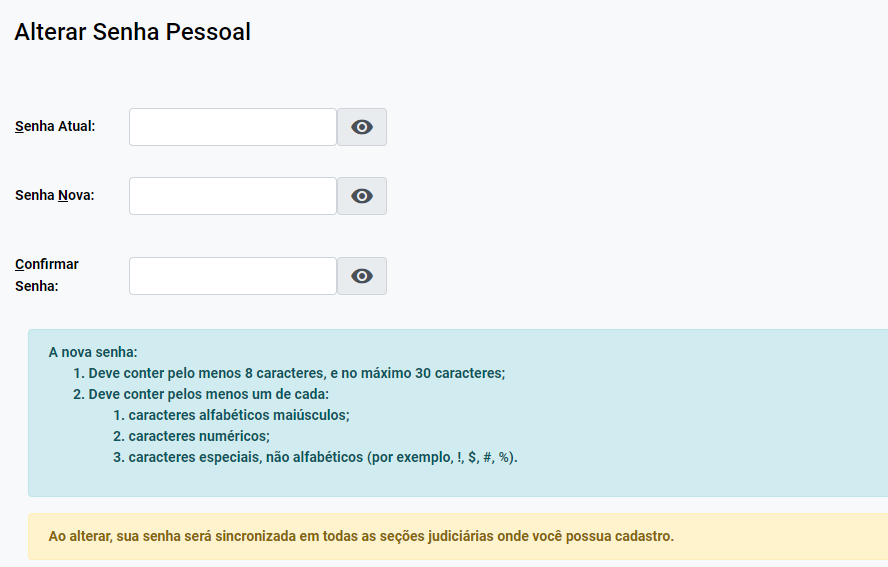 Alterar Senha Pessoal
Senha Atual:
Senha Nova:
Confirmar
Senha:
A nova senha:
1. Deve conter pelo menos 8 caracteres, e no máximo 30 caracteres;
2. Deve conter pelos menos um de cada:
1. caracteres alfabéticos maiúsculos;
2. caracteres numéricos;
3. caracteres especiais, não alfabéticos (por exemplo, !, $, #, %).
Ao alterar, sua senha será sincronizada em todas as seções judiciárias onde você possua cadastro.